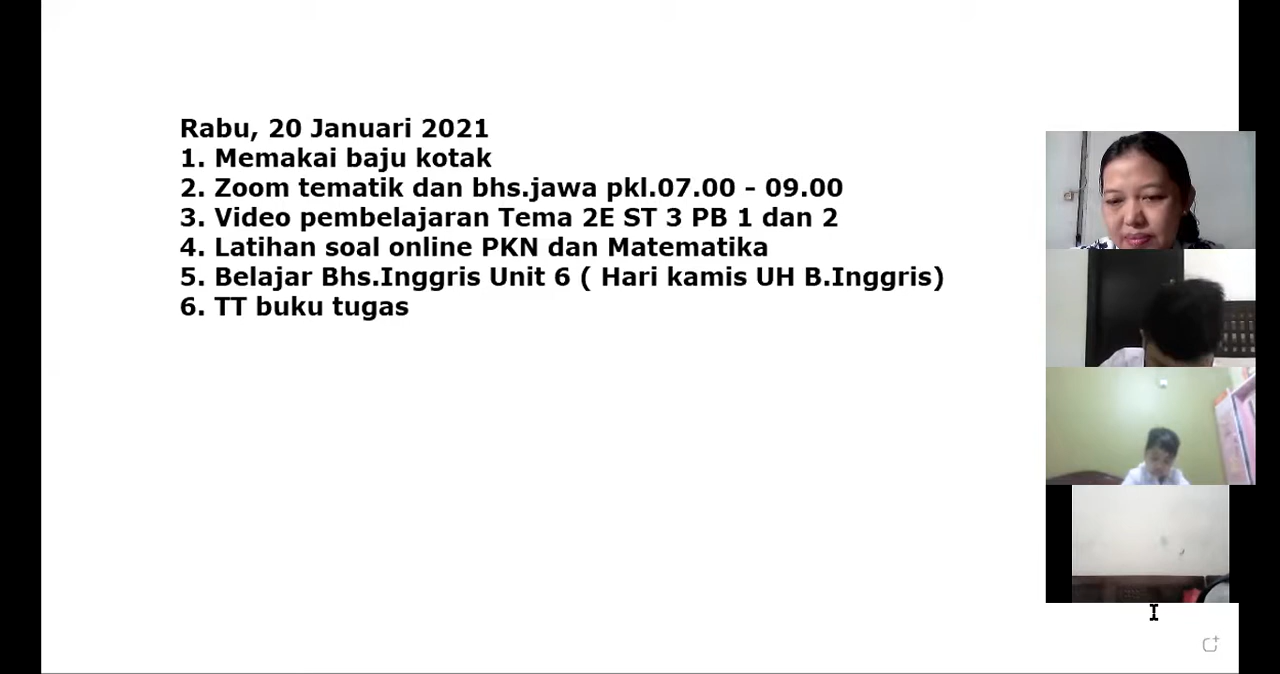 Rabu, 20 Januari 2021
1. Memakai baju kotak
2. Zoom tematik dan bhs.jawa pkl.07.00 - 09.00
3. Video pembelajaran Tema 2E ST 3 PB 1 dan 2
4. Latihan soal online PKN dan Matematika
5. Belajar Bhs.Inggris Unit 6 ( Hari kamis UH B.Inggris)
6. TT buku tugas